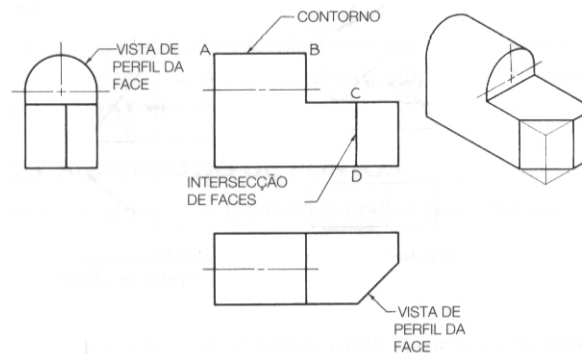 CONTORNO
VISTA DE
PERFIL DA
FACE
A
B
C
INTERSECÇÃO
DE FACES
D
VISTA DE
PERFIL DA
FACE